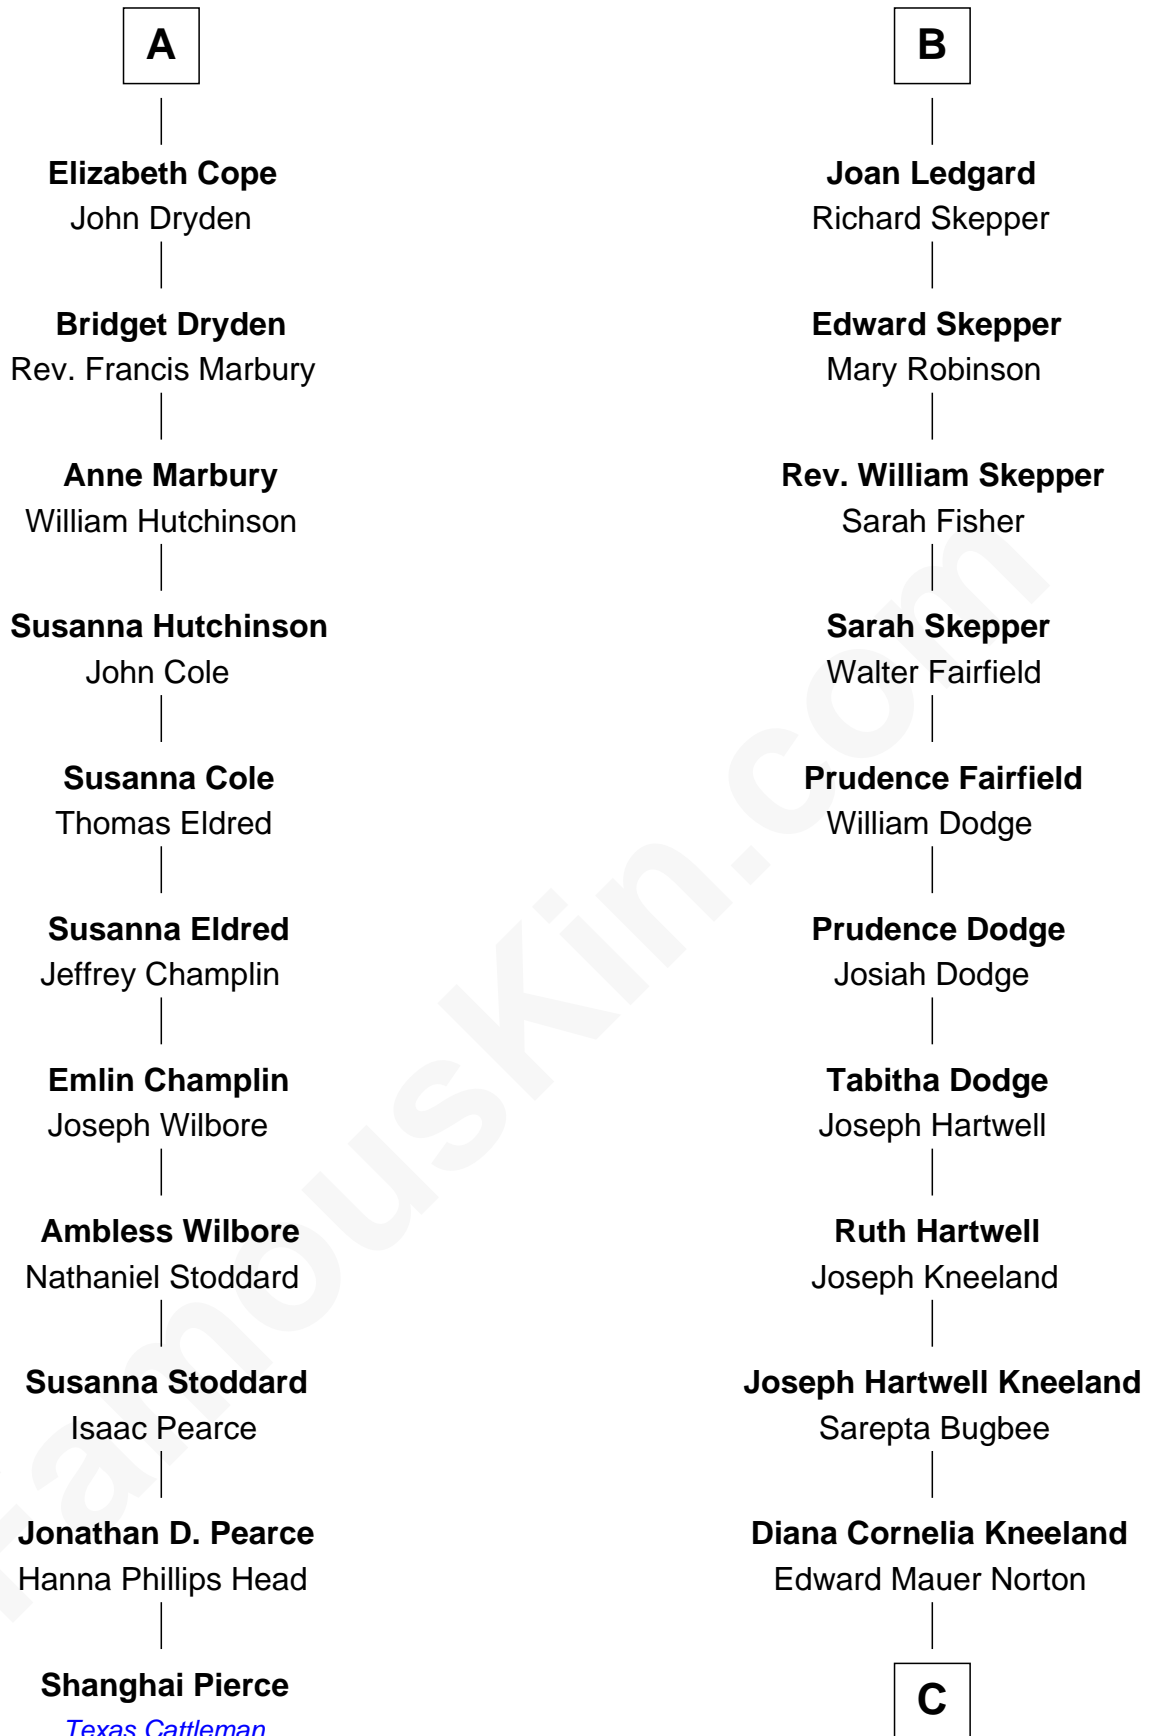 A
Elizabeth Cope
John Dryden
Bridget Dryden
Rev. Francis Marbury
Anne Marbury
William Hutchinson
Susanna Hutchinson
John Cole
Susanna Cole
Thomas Eldred
Susanna Eldred
Jeffrey Champlin
Emlin Champlin
Joseph Wilbore
Ambless Wilbore
Nathaniel Stoddard
Susanna Stoddard
Isaac Pearce
Jonathan D. Pearce
Hanna Phillips Head
Shanghai Pierce
Texas Cattleman
B
Joan Ledgard
Richard Skepper
Edward Skepper
Mary Robinson
Rev. William Skepper
Sarah Fisher
Sarah Skepper
Walter Fairfield
Prudence Fairfield
William Dodge
Prudence Dodge
Josiah Dodge
Tabitha Dodge
Joseph Hartwell
Ruth Hartwell
Joseph Kneeland
Joseph Hartwell Kneeland
Sarepta Bugbee
Diana Cornelia Kneeland
Edward Mauer Norton
C
FamousKin.com